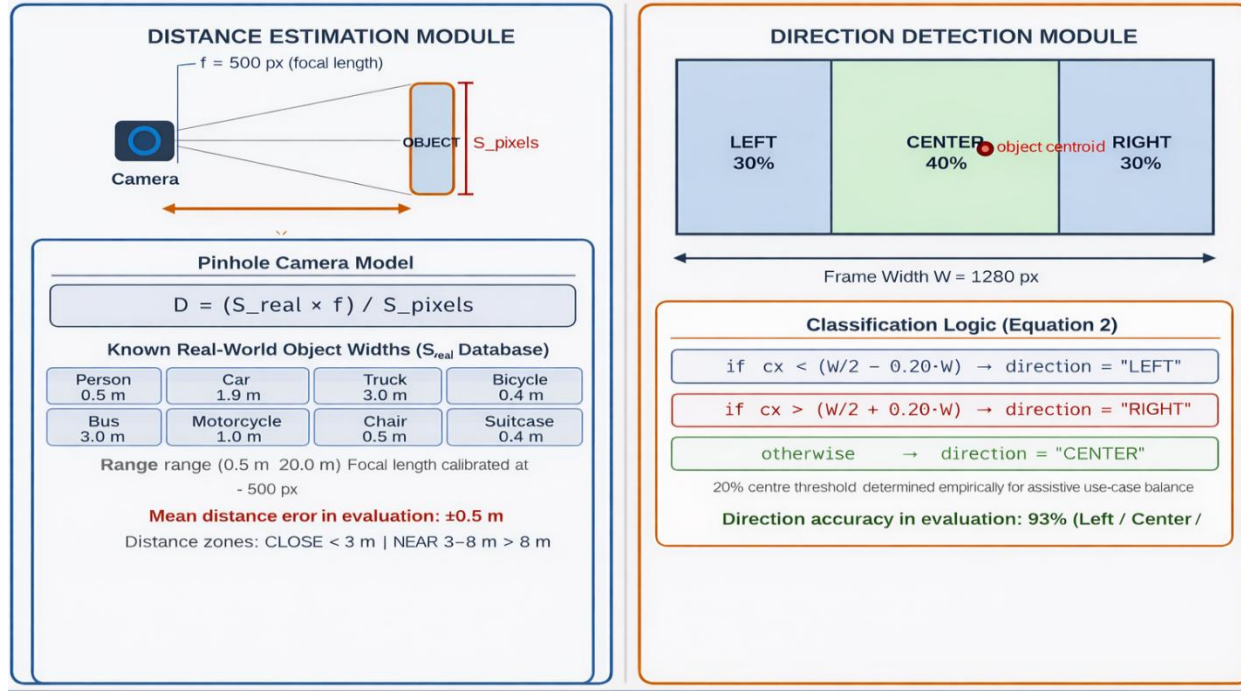 DISTANCE ESTIMATION MODULE
f = 500 px (focal length)
OBJECT
S_pixels
Camera
Pinhole Camera Model
D = (S_real × f) / S_pixels
Known Real-World Object Widths (S_real Database)
Person
0.5 m
Car
1.9 m
Truck
3.0 m
Bicycle
0.4 m
Bus
3.0 m
Motorcycle
1.0 m
Chair
0.5 m
Suitcase
0.4 m
Range range (0.5 m 20.0 m) Focal length calibrated at
- 500 px
Mean distance eror in evaluation: ±0.5 m
Distance zones: CLOSE < 3 m | NEAR 3–8 m > 8 m
DIRECTION DETECTION MODULE
LEFT
30%
CENTER
40%
object centroid
RIGHT
30%
Frame Width W = 1280 px
Classification Logic (Equation 2)
if cx < (W/2 − 0.20·W) → direction = "LEFT"
if cx > (W/2 + 0.20·W) → direction = "RIGHT"
otherwise → direction = "CENTER"
20% centre threshold determined empirically for assistive use-case balance
Direction accuracy in evaluation: 93% (Left / Center /